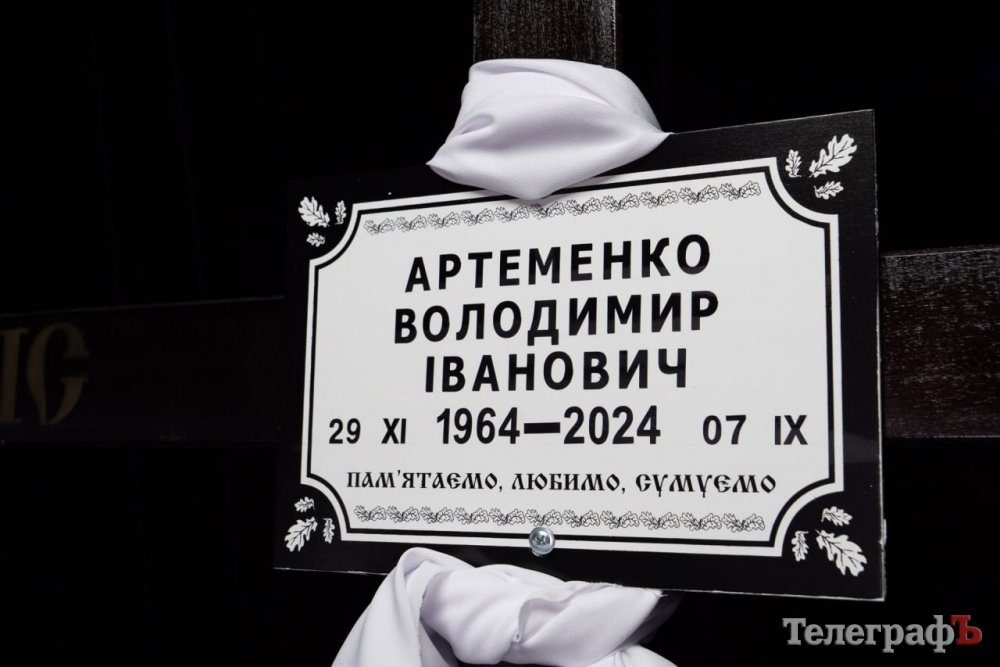 АРТЕМЕНКО
ВОЛОДИМИР
ІВАНОВИЧ
29 XI 1964—2024 07 IX
ПАМ'ЯТАЄМО, ЛЮБИМО, СУМУЄМО
ТелеграфЪ